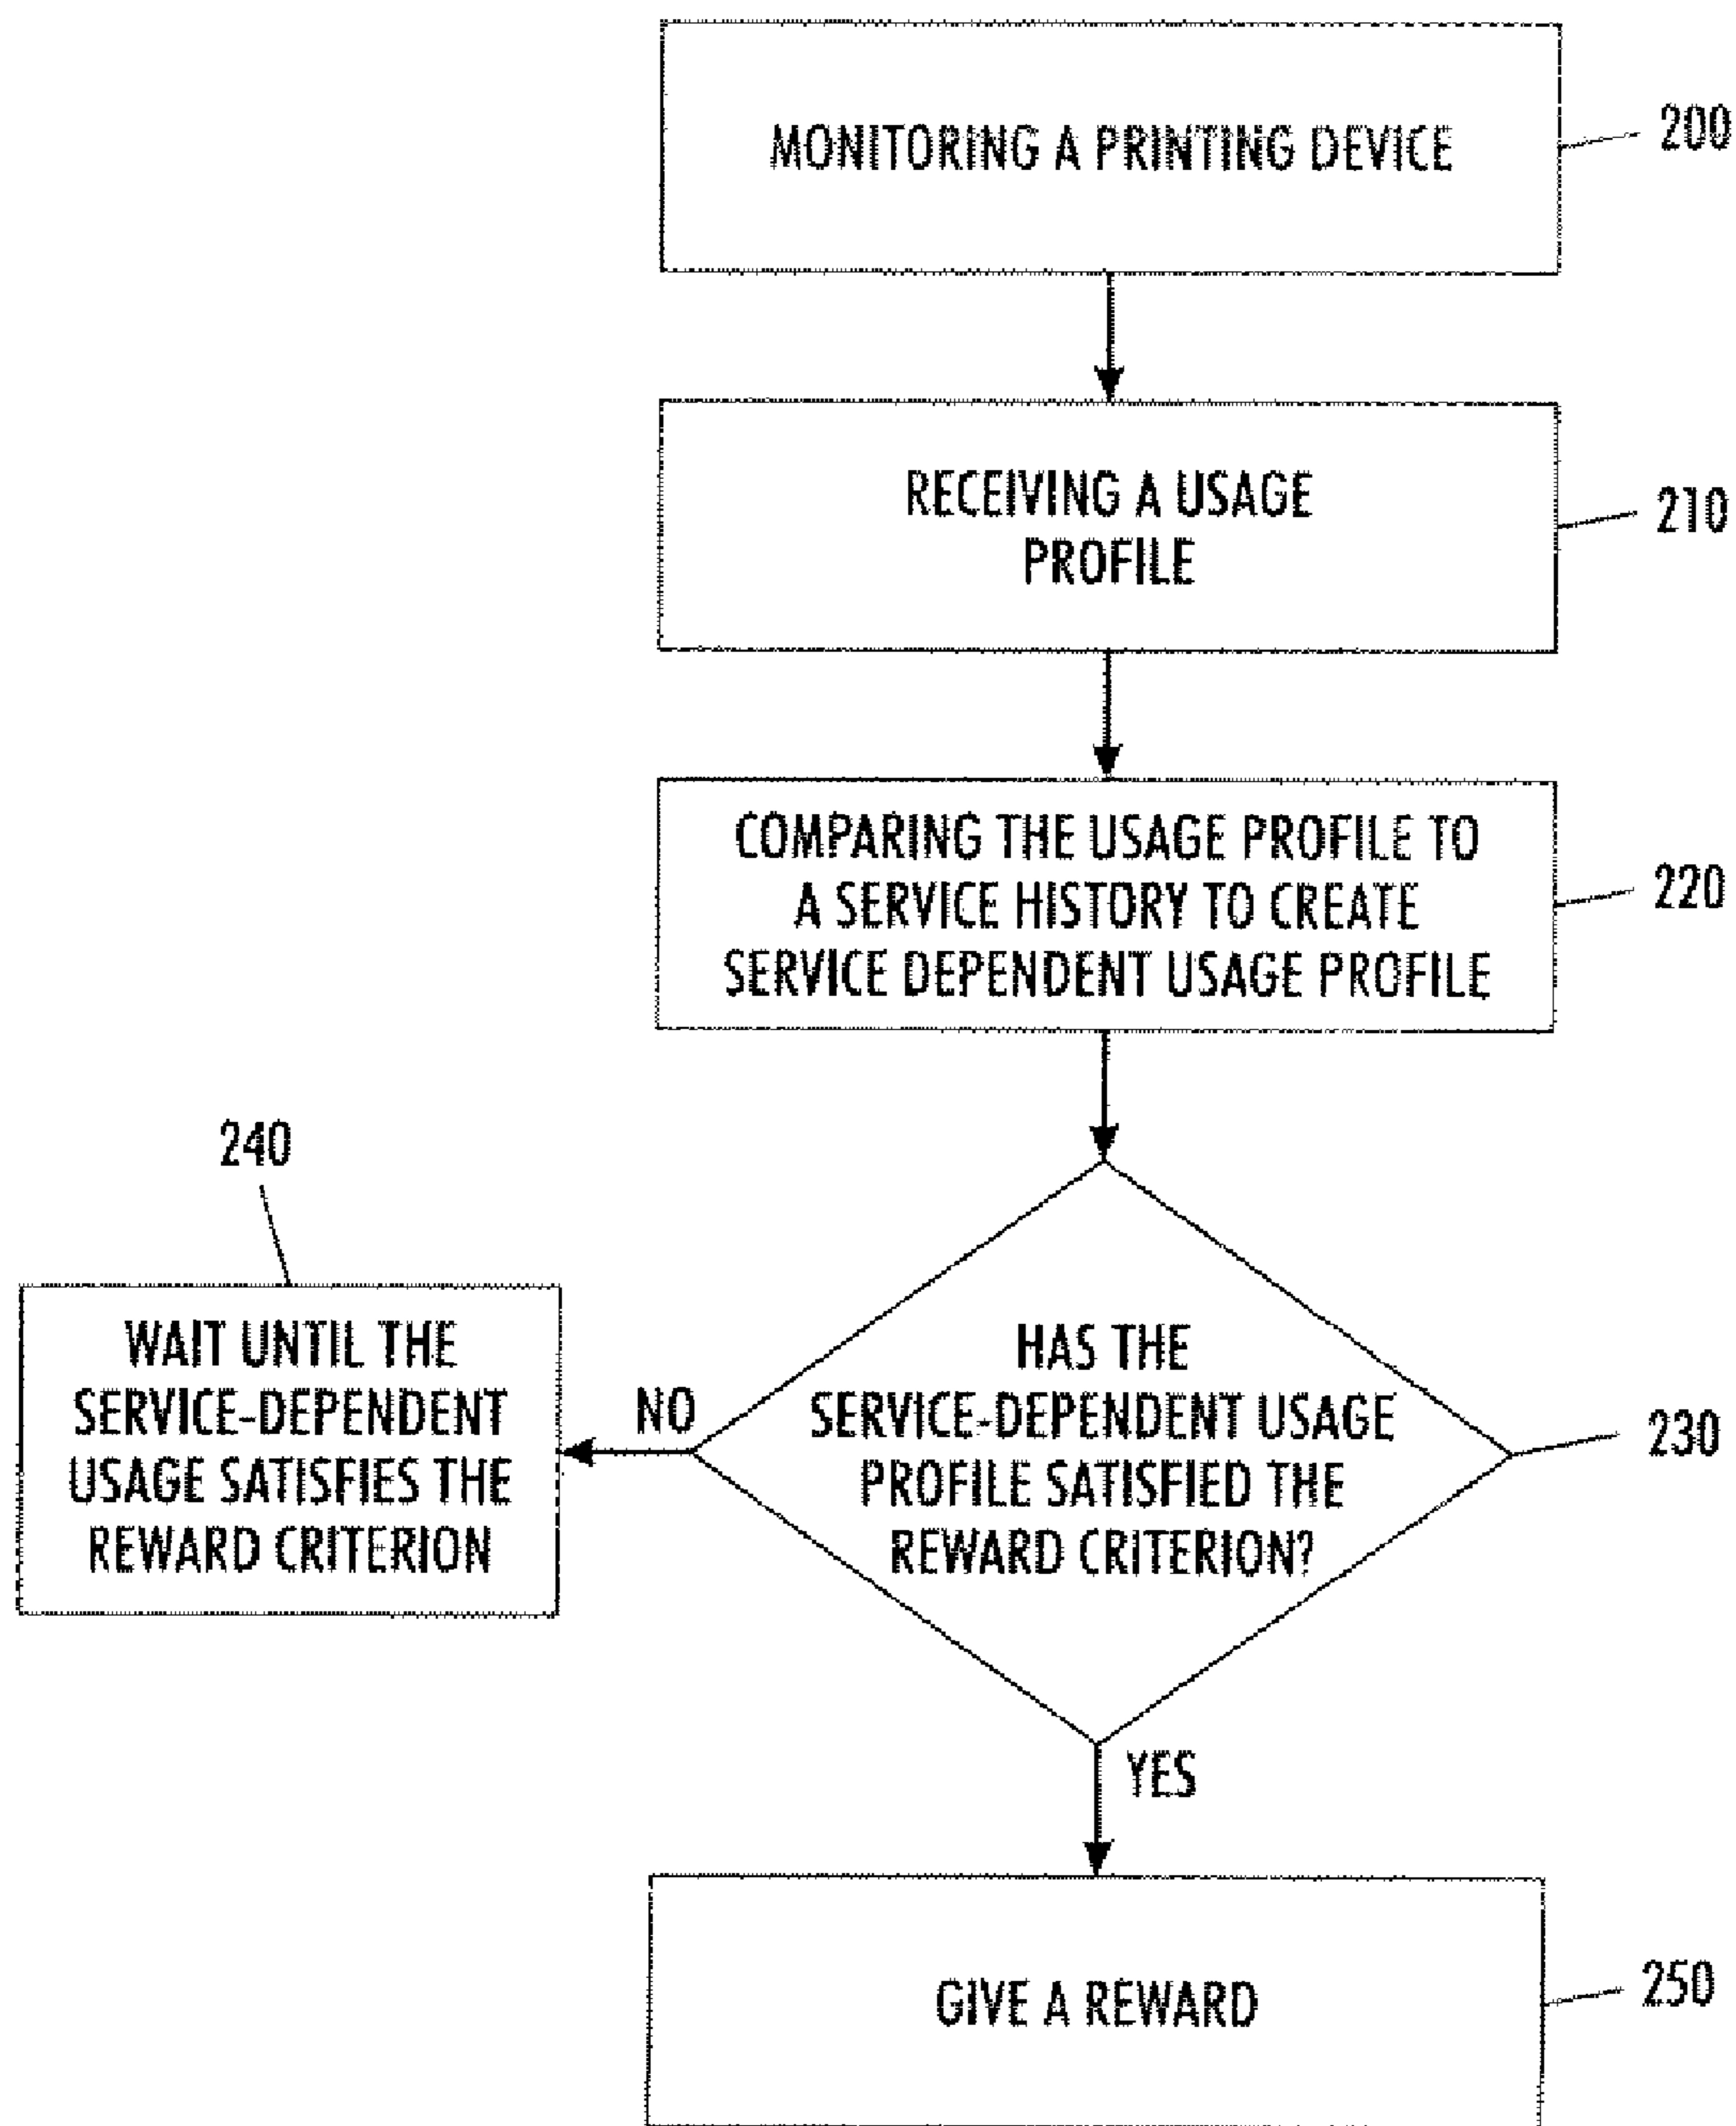 MONITORING A PRINTING DEVICE
200
RECEIVING A USAGE
PROFILE
210
COMPARING THE USAGE PROFILE TO
A SERVICE HISTORY TO CREATE
SERVICE DEPENDENT USAGE PROFILE
220
240
WAIT UNTIL THE
SERVICE-DEPENDENT
USAGE SATISFIES THE
REWARD CRITERION
NO
HAS THE
SERVICE-DEPENDENT USAGE
PROFILE SATISFIED THE
REWARD CRITERION?
230
YES
GIVE A REWARD
250